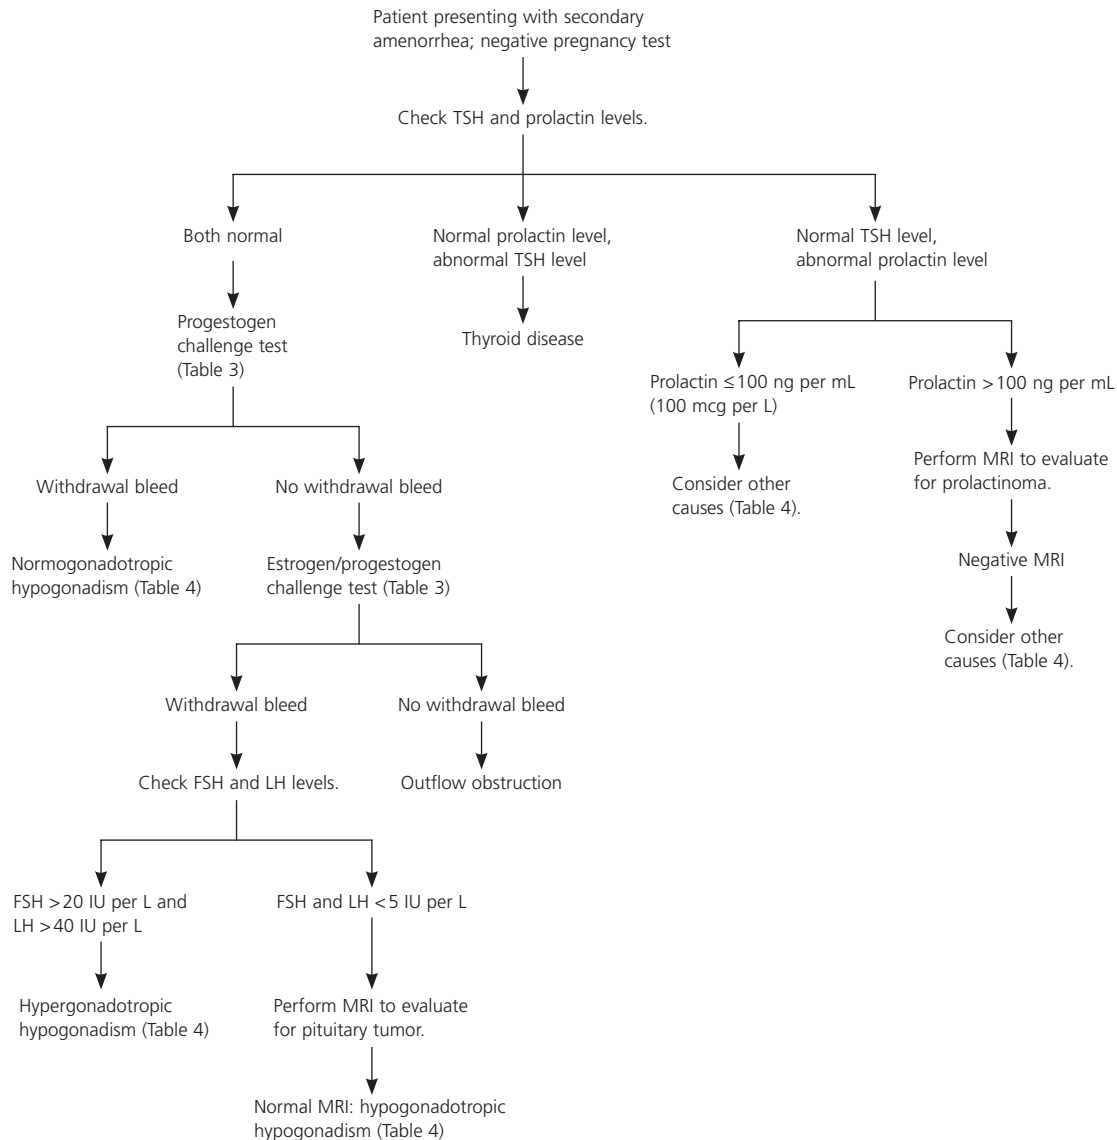 Patient presenting with secondary
amenorrhea; negative pregnancy test
Check TSH and prolactin levels.
Both normal
Normal prolactin level,
abnormal TSH level
Normal TSH level,
abnormal prolactin level
Progestogen
challenge test
(Table 3)
Thyroid disease
Prolactin ≤100 ng per mL
(100 mcg per L)
Prolactin >100 ng per mL
Withdrawal bleed
No withdrawal bleed
Consider other
causes (Table 4).
Perform MRI to evaluate
for prolactinoma.
Normogonadotropic
hypogonadism (Table 4)
Estrogen/progestogen
challenge test (Table 3)
Negative MRI
Consider other
causes (Table 4).
Withdrawal bleed
No withdrawal bleed
Check FSH and LH levels.
Outflow obstruction
FSH >20 IU per L and
LH >40 IU per L
FSH and LH <5 IU per L
Hypergonadotropic
hypogonadism (Table 4)
Perform MRI to evaluate
for pituitary tumor.
Normal MRI: hypogonadotropic
hypogonadism (Table 4)